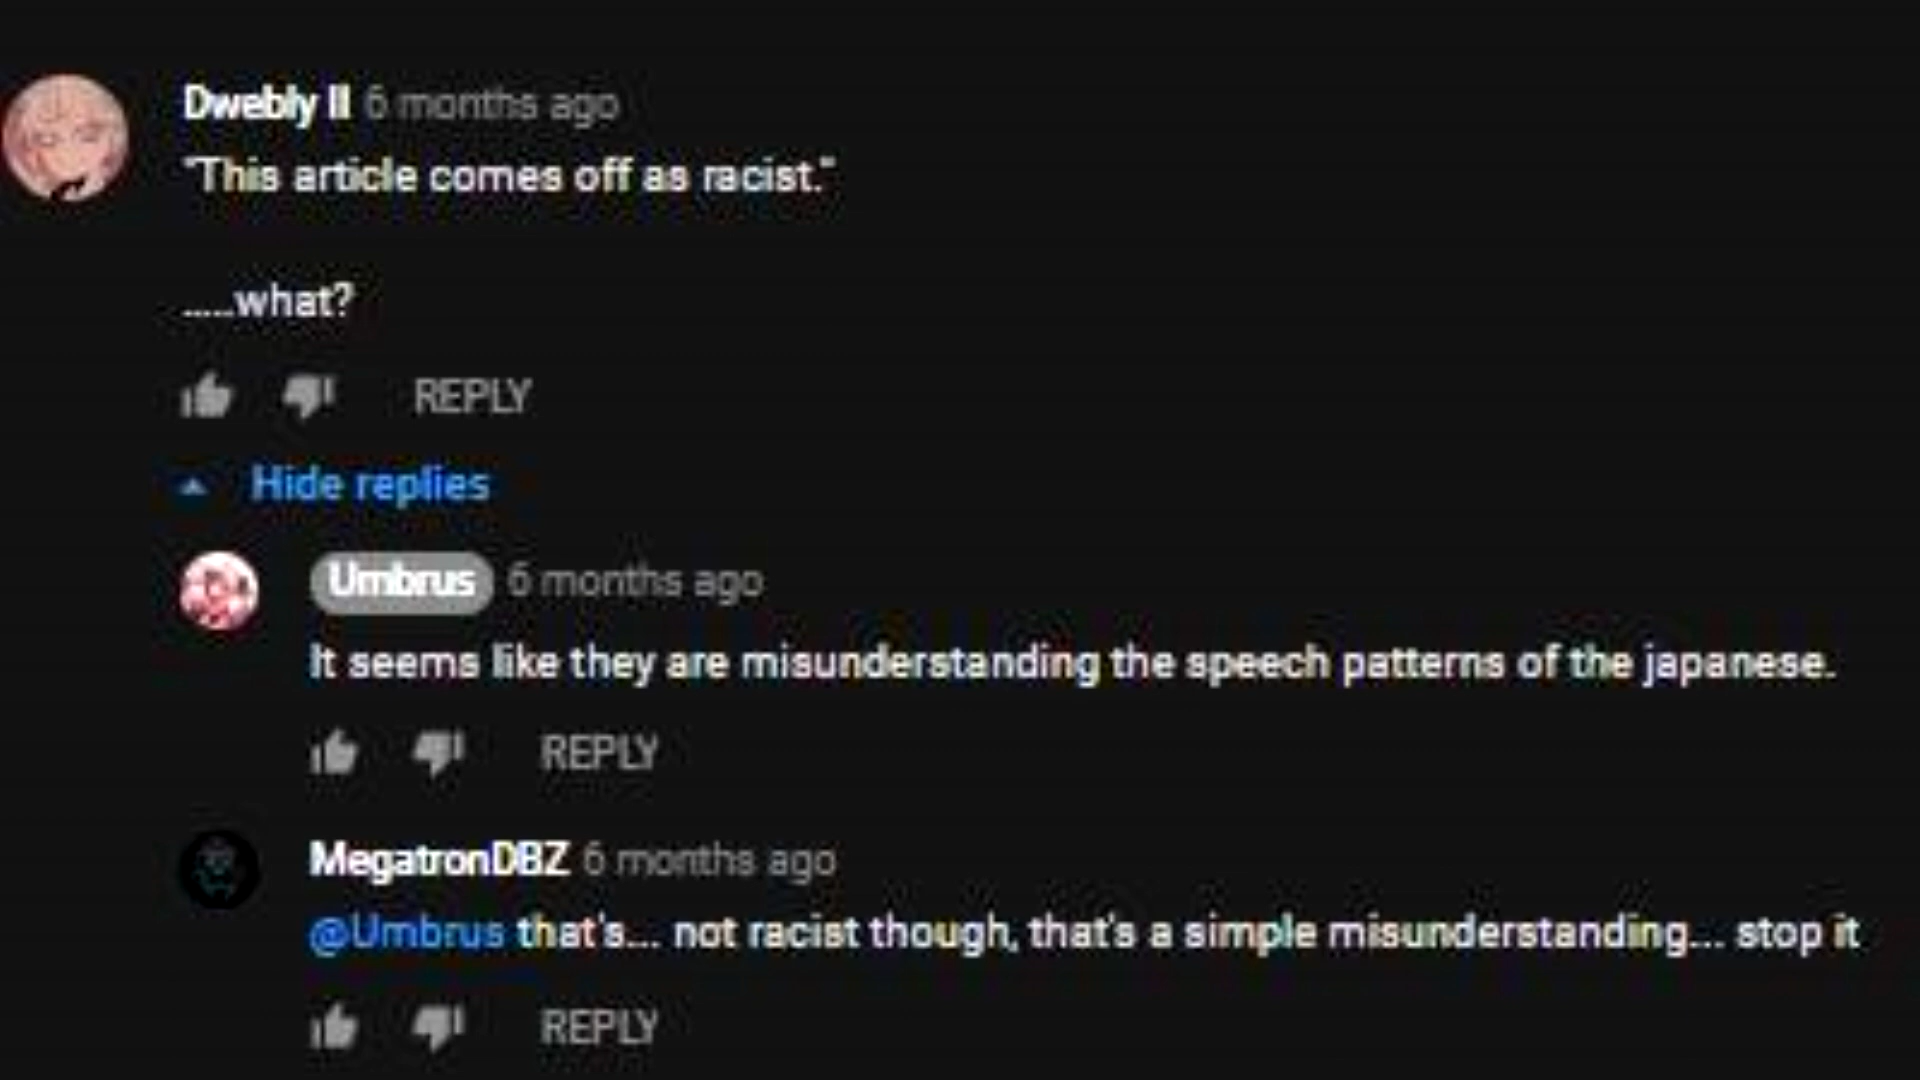 Dwebly II 6 months ago
"This article comes off as racist."
.....what?
REPLY
Hide replies
Umbrus 6 months ago
It seems like they are misunderstanding the speech patterns of the japanese.
REPLY
MegatronDBZ 6 months ago
@Umbrus that's... not racist though, that's a simple misunderstanding... stop it
REPLY